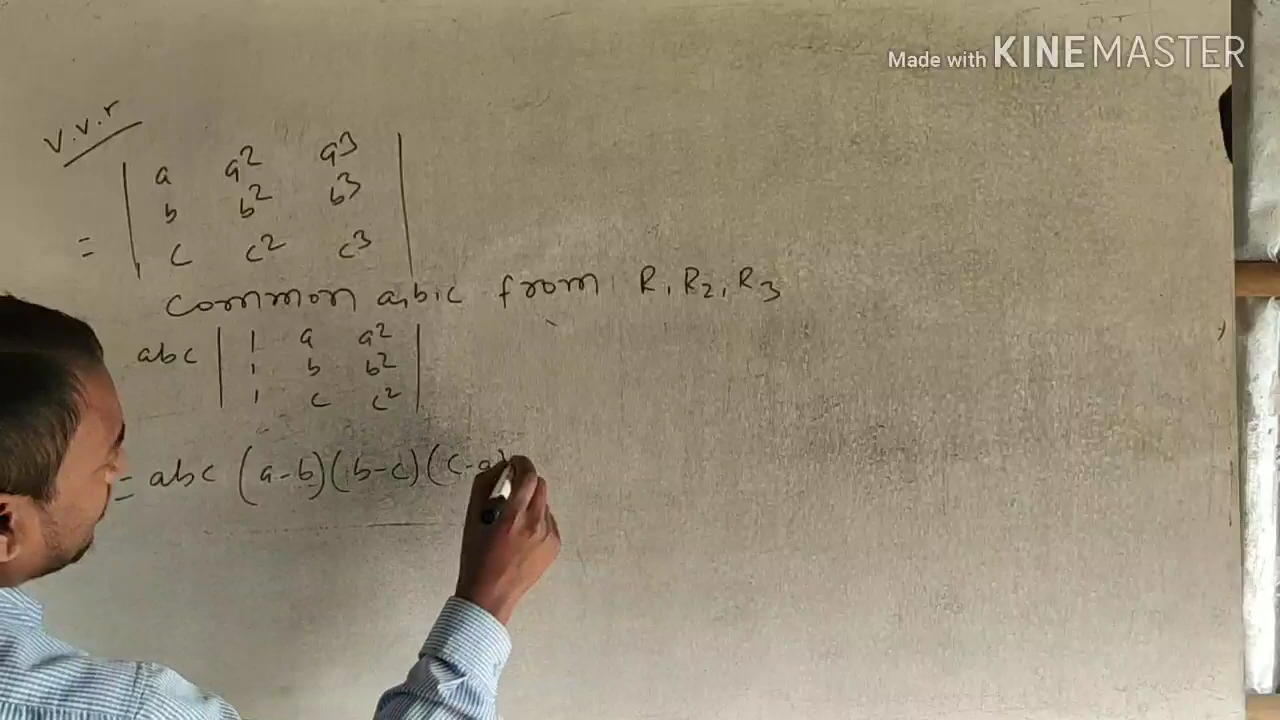 Made with KINEMASTER
v.v.r
= | a a² a³ |
| b b² b³ |
| c c² c³ |
common a,b,c from R1, R2, R3
abc | 1 a a² |
| 1 b b² |
| 1 c c² |
= abc (a-b)(b-c)(c-a)